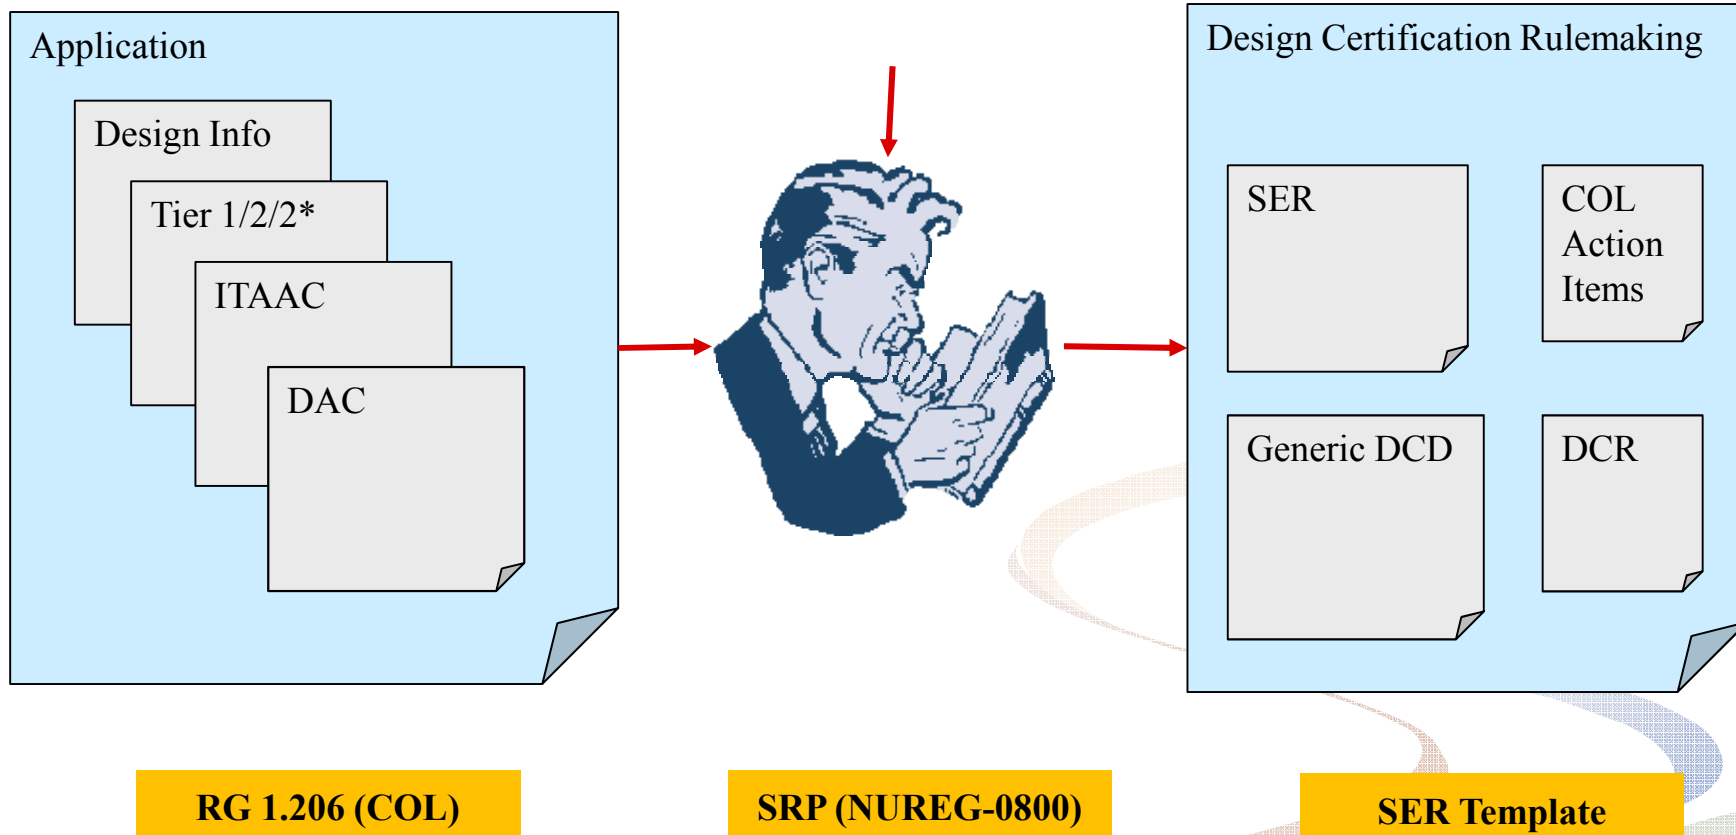 Application
Design Info
Tier 1/2/2*
ITAAC
DAC
Design Certification Rulemaking
SER
COL
Action
Items
Generic DCD
DCR
RG 1.206 (COL)
SRP (NUREG-0800)
SER Template